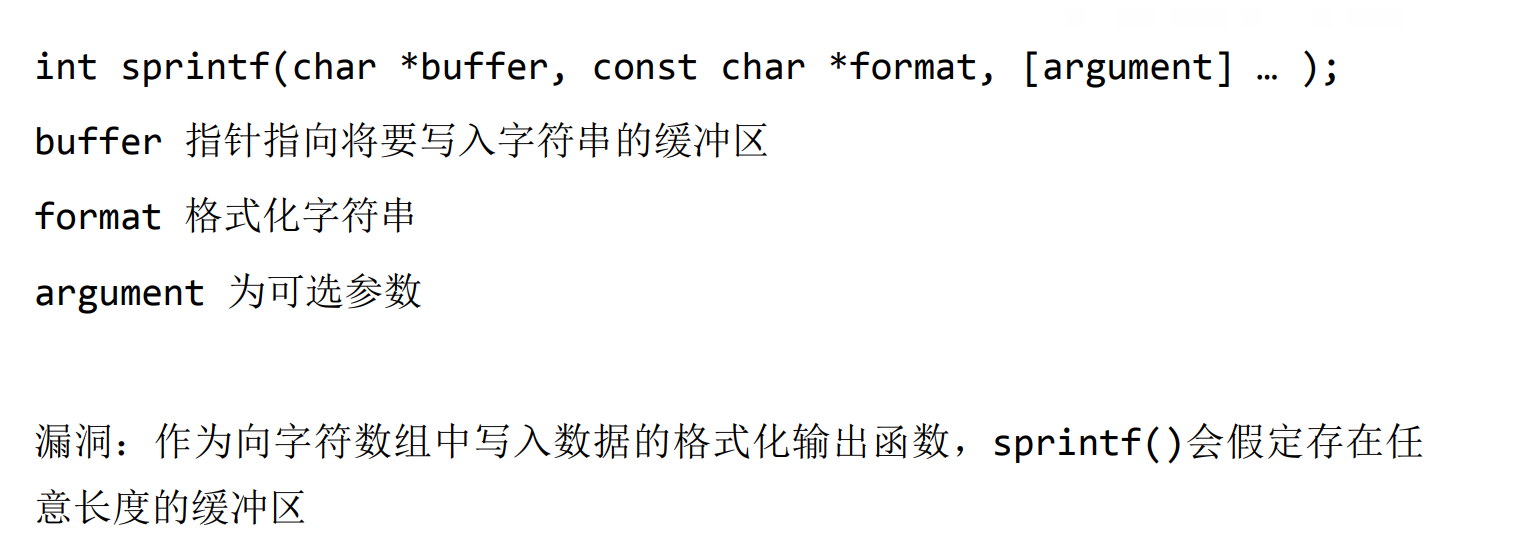 int sprintf(char *buffer, const char *format, [argument] … );
buffer 指针指向将要写入字符串的缓冲区
format 格式化字符串
argument 为可选参数
漏洞：作为向字符数组中写入数据的格式化输出函数，sprintf()会假定存在任
意长度的缓冲区